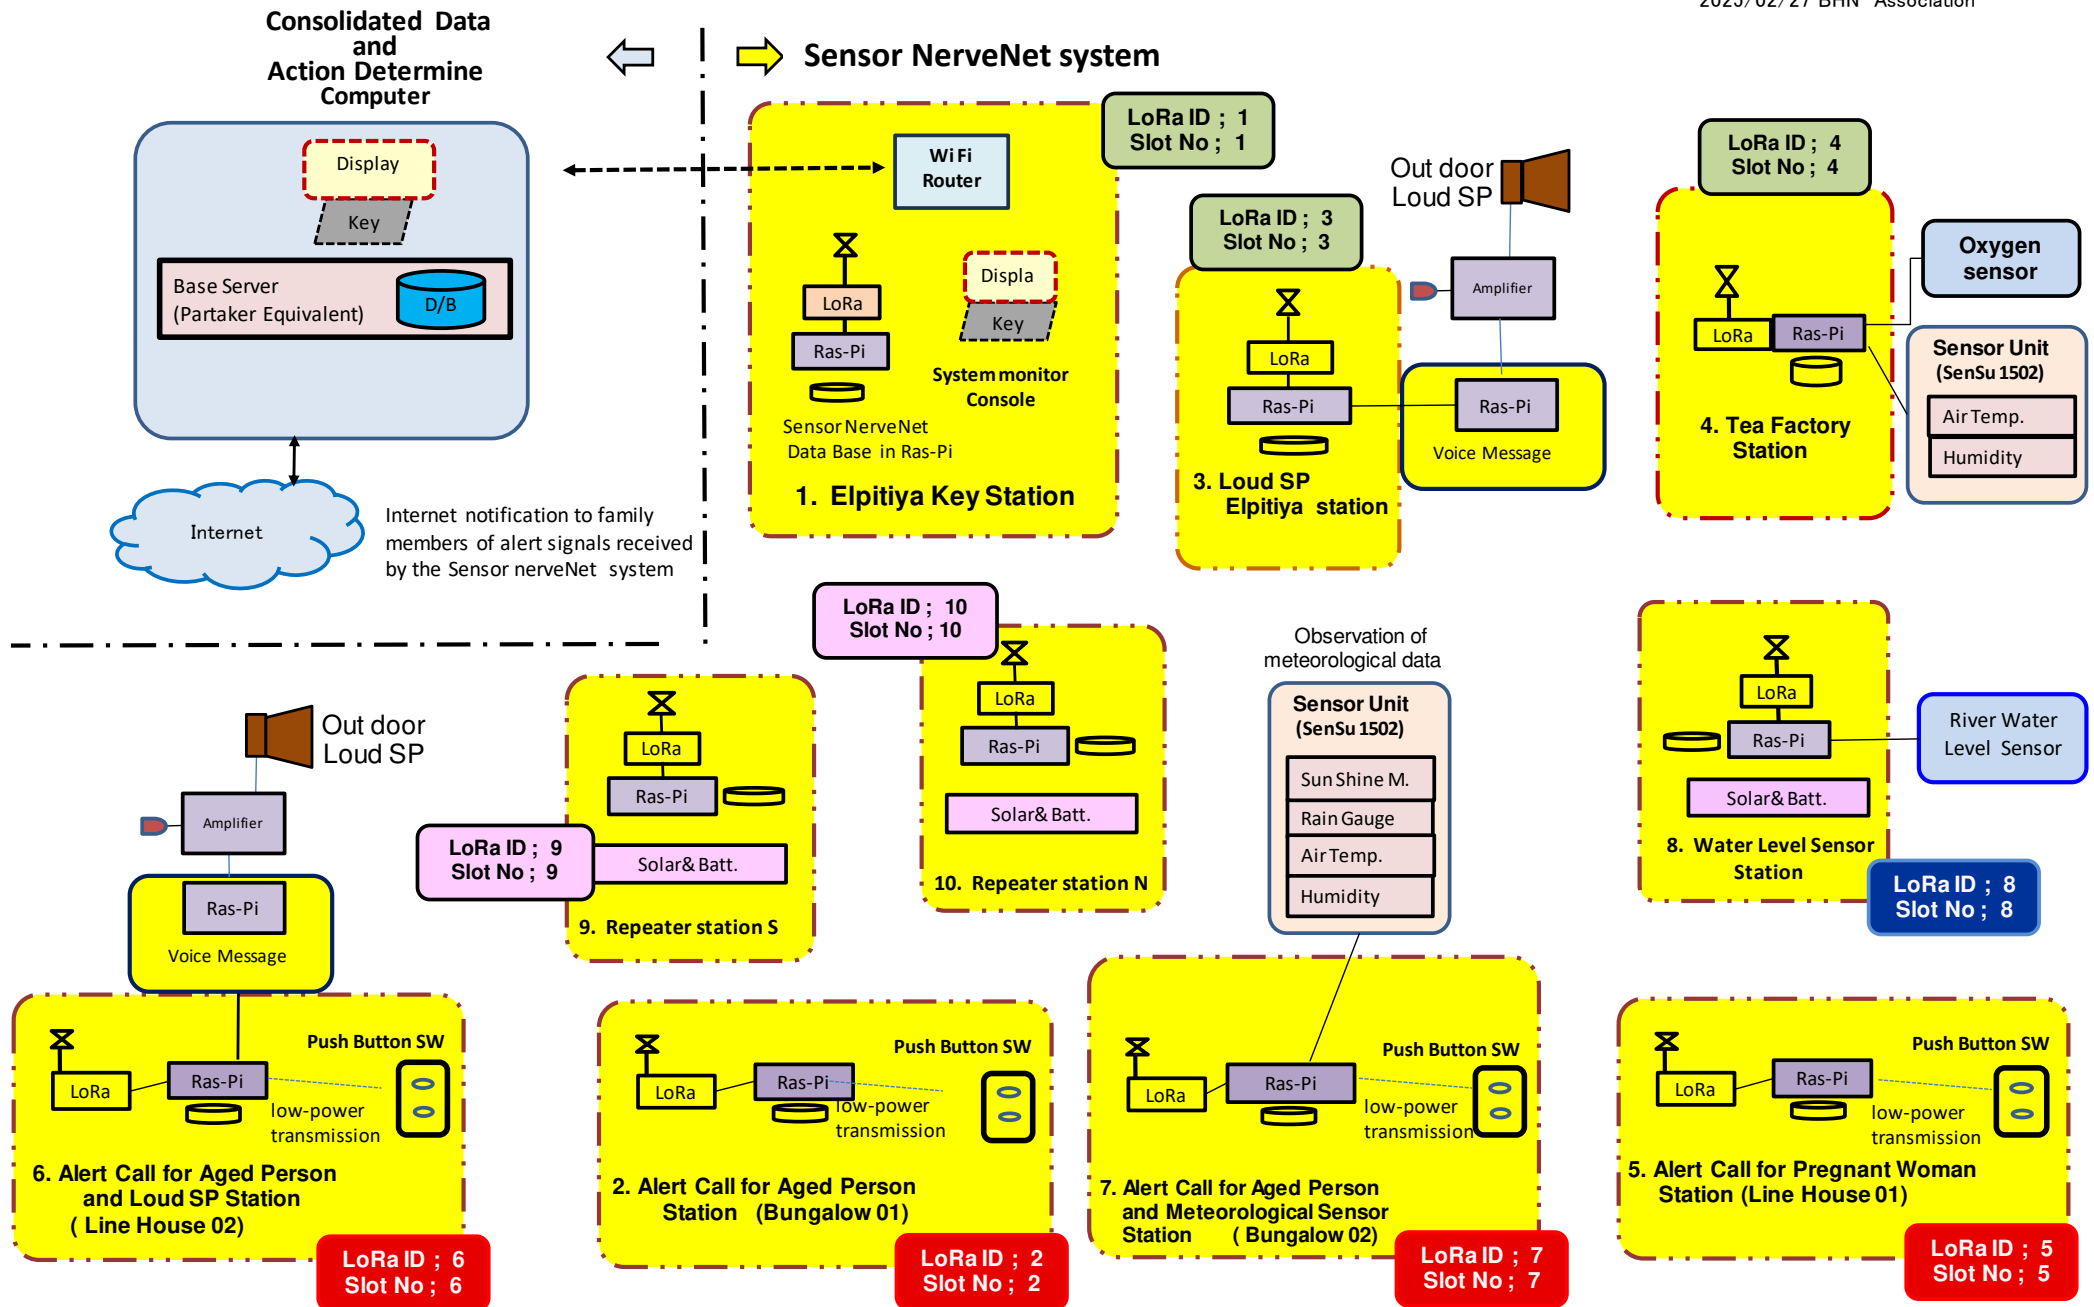 2025/02/27 BHN Association
Consolidated Data
and
Action Determine
Computer
Sensor NerveNet system
Display
Key
Base Server
(Partaker Equivalent)
D/B
Internet
Internet notification to family
members of alert signals received
by the Sensor nerveNet system
LoRa ID ; 1
Slot No ; 1
WiFi
Router
LoRa
Ras-Pi
Displa
Key
System monitor
Console
Sensor NerveNet
Data Base in Ras-Pi
1. Elpitiya Key Station
LoRa ID ; 3
Slot No ; 3
LoRa
Ras-Pi
3. Loud SP
Elpitiya station
Out door
Loud SP
Amplifier
Ras-Pi
Voice Message
LoRa ID ; 4
Slot No ; 4
LoRa
Ras-Pi
4. Tea Factory
Station
Oxygen
sensor
Sensor Unit
(SenSu 1502)
Air Temp.
Humidity
LoRa ID ; 10
Slot No ; 10
LoRa
Ras-Pi
Solar& Batt.
10. Repeater station N
LoRa ID ; 9
Slot No ; 9
LoRa
Ras-Pi
Solar& Batt.
9. Repeater station S
Observation of
meteorological data
Sensor Unit
(SenSu 1502)
Sun Shine M.
Rain Gauge
Air Temp.
Humidity
LoRa
Ras-Pi
Solar& Batt.
8. Water Level Sensor
Station
River Water
Level Sensor
LoRa ID ; 8
Slot No ; 8
Out door
Loud SP
Amplifier
Ras-Pi
Voice Message
LoRa
Ras-Pi
Push Button SW
low-power
transmission
6. Alert Call for Aged Person
and Loud SP Station
( Line House 02)
LoRa ID ; 6
Slot No ; 6
LoRa
Ras-Pi
Push Button SW
low-power
transmission
2. Alert Call for Aged Person
Station (Bungalow 01)
LoRa ID ; 2
Slot No ; 2
LoRa
Ras-Pi
Push Button SW
low-power
transmission
7. Alert Call for Aged Person
and Meteorological Sensor
Station ( Bungalow 02)
LoRa ID ; 7
Slot No ; 7
LoRa
Ras-Pi
Push Button SW
low-power
transmission
5. Alert Call for Pregnant Woman
Station (Line House 01)
LoRa ID ; 5
Slot No ; 5